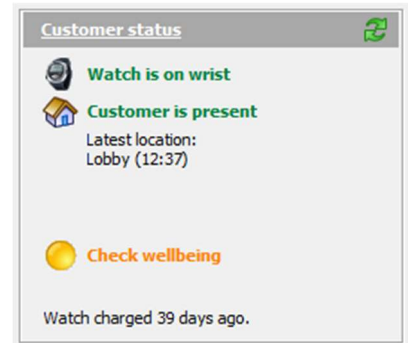 Customer status
Watch is on wrist
Customer is present
Latest location:
Lobby (12:37)
Check wellbeing
Watch charged 39 days ago.